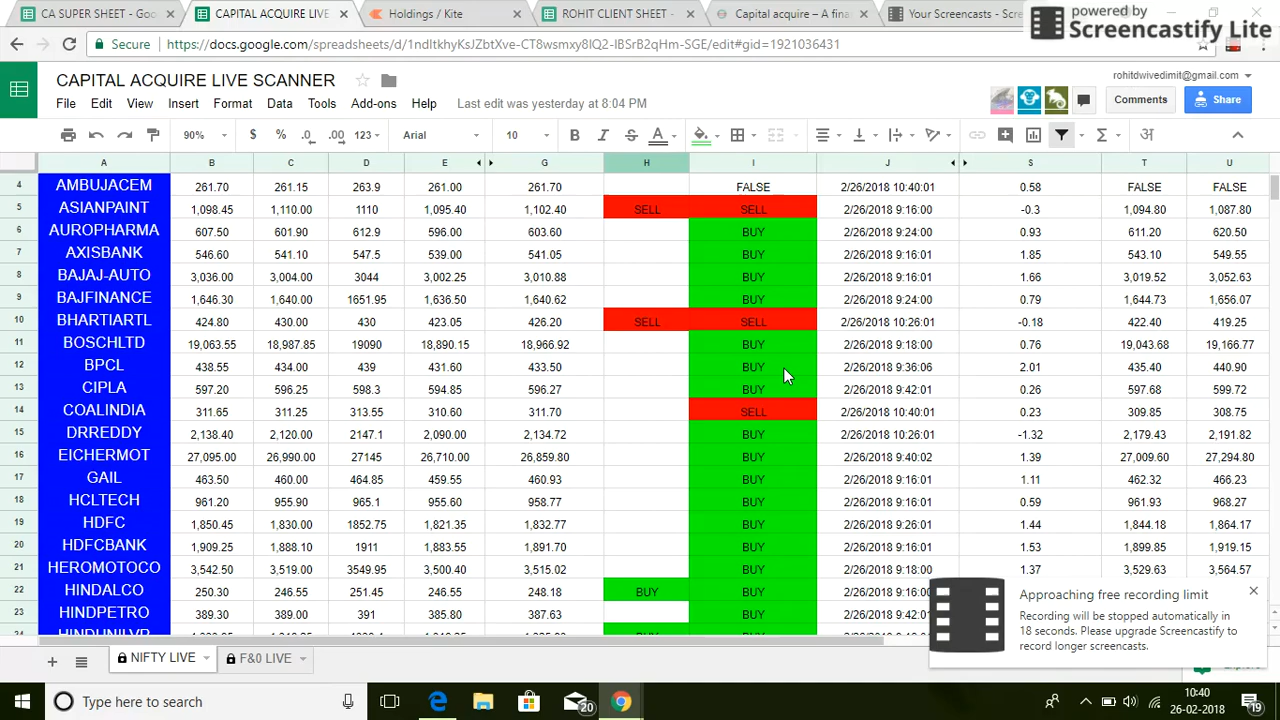 CA SUPER SHEET - Goo
CAPITAL ACQUIRE LIVE
Holdings / Kite
ROHIT CLIENT SHEET -
Capital acquire – A fina
Your Screencasts - Scre
powered by
Screencastify Lite
Secure
https://docs.google.com/spreadsheets/d/1ndItkhyKsJZbtXve-CTwwsmxy8IQ2-IBSrB2qHm-SGE/edit#gid=1921036431
CAPITAL ACQUIRE LIVE SCANNER
rohitdwivedimit@gmail.com
File Edit View Insert Format Data Tools Add-ons Help Last edit was yesterday at 8:04 PM
Comments
Share
90% $ % .0 .00 123 Arial 10 B I S A Σ अ
A B C D E G H I J S T U
4 AMBUJACEM 261.70 261.15 263.9 261.00 261.70 FALSE 2/26/2018 10:40:01 0.58 FALSE FALSE
5 ASIANPAINT 1,098.45 1,110.00 1110 1,095.40 1,102.40 SELL SELL 2/26/2018 9:16:00 -0.3 1,094.80 1,087.80
6 AUROPHARMA 607.50 601.90 612.9 596.00 603.60 BUY 2/26/2018 9:24:00 0.93 611.20 620.50
7 AXISBANK 546.60 541.10 547.5 539.00 541.05 BUY 2/26/2018 9:16:01 1.85 543.10 549.55
8 BAJAJ-AUTO 3,036.00 3,004.00 3044 3,002.25 3,010.88 BUY 2/26/2018 9:16:01 1.66 3,019.52 3,052.63
9 BAJFINANCE 1,646.30 1,640.00 1651.95 1,636.50 1,640.62 BUY 2/26/2018 9:24:00 0.79 1,644.73 1,656.07
10 BHARTIARTL 424.80 430.00 430 423.05 426.20 SELL SELL 2/26/2018 10:26:01 -0.18 422.40 419.25
11 BOSCHLTD 19,063.55 18,987.85 19090 18,890.15 18,966.92 BUY 2/26/2018 9:18:00 0.76 19,043.68 19,166.77
12 BPCL 438.55 434.00 439 431.60 433.50 BUY 2/26/2018 9:36:06 2.01 435.40 440.90
13 CIPLA 597.20 596.25 598.3 594.85 596.27 BUY 2/26/2018 9:42:01 0.26 597.68 599.72
14 COALINDIA 311.65 311.25 313.55 310.60 311.70 SELL 2/26/2018 10:40:01 0.23 309.85 308.75
15 DRREDDY 2,138.40 2,120.00 2147.1 2,090.00 2,134.72 BUY 2/26/2018 10:26:01 -1.32 2,179.43 2,191.82
16 EICHERMOT 27,095.00 26,990.00 27145 26,710.00 26,859.80 BUY 2/26/2018 9:40:02 1.39 27,009.60 27,294.80
17 GAIL 463.50 460.00 464.85 459.55 460.93 BUY 2/26/2018 9:16:01 1.11 462.32 466.23
18 HCLTECH 961.20 955.90 965.1 955.60 958.77 BUY 2/26/2018 9:16:01 0.59 961.93 968.27
19 HDFC 1,850.45 1,830.00 1852.75 1,821.35 1,832.77 BUY 2/26/2018 9:26:01 1.44 1,844.18 1,864.17
20 HDFCBANK 1,909.25 1,888.10 1911 1,883.55 1,891.70 BUY 2/26/2018 9:16:01 1.53 1,899.85 1,919.15
21 HEROMOTOCO 3,542.50 3,519.00 3549.95 3,500.40 3,515.02 BUY 2/26/2018 9:18:00 1.37 3,529.63 3,564.57
22 HINDALCO 250.30 246.55 251.45 246.55 248.18 BUY BUY 2/26/2018 9:16:00
23 HINDPETRO 389.30 389.00 391 385.80 387.63 BUY 2/26/2018 9:42:01
Approaching free recording limit
Recording will be stopped automatically in
18 seconds. Please upgrade Screencastify to
record longer screencasts.
NIFTY LIVE
F&0 LIVE
Type here to search
20
10:40
26-02-2018
19